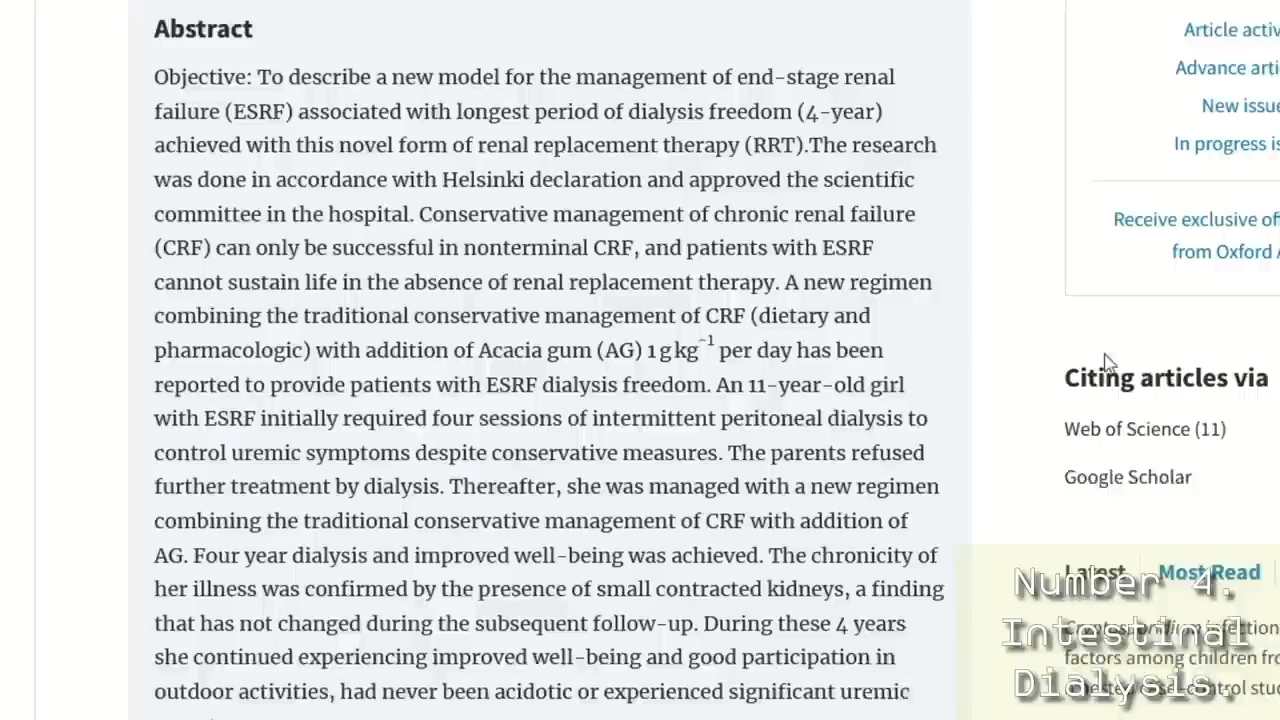 Abstract
Objective: To describe a new model for the management of end-stage renal
failure (ESRF) associated with longest period of dialysis freedom (4-year)
achieved with this novel form of renal replacement therapy (RRT).The research
was done in accordance with Helsinki declaration and approved the scientific
committee in the hospital. Conservative management of chronic renal failure
(CRF) can only be successful in nonterminal CRF, and patients with ESRF
cannot sustain life in the absence of renal replacement therapy. A new regimen
combining the traditional conservative management of CRF (dietary and
pharmacologic) with addition of Acacia gum (AG) 1 g kg−1 per day has been
reported to provide patients with ESRF dialysis freedom. An 11-year-old girl
with ESRF initially required four sessions of intermittent peritoneal dialysis to
control uremic symptoms despite conservative measures. The parents refused
further treatment by dialysis. Thereafter, she was managed with a new regimen
combining the traditional conservative management of CRF with addition of
AG. Four year dialysis and improved well-being was achieved. The chronicity of
her illness was confirmed by the presence of small contracted kidneys, a finding
that has not changed during the subsequent follow-up. During these 4 years
she continued experiencing improved well-being and good participation in
outdoor activities, had never been acidotic or experienced significant uremic
Article activ
Advance arti
New issue
In progress is
Receive exclusive of
from Oxford A
Citing articles via
Web of Science (11)
Google Scholar
Latest Most Read
infection
factors among children fro
control stud
Number 4.
Intestinal
Dialysis.